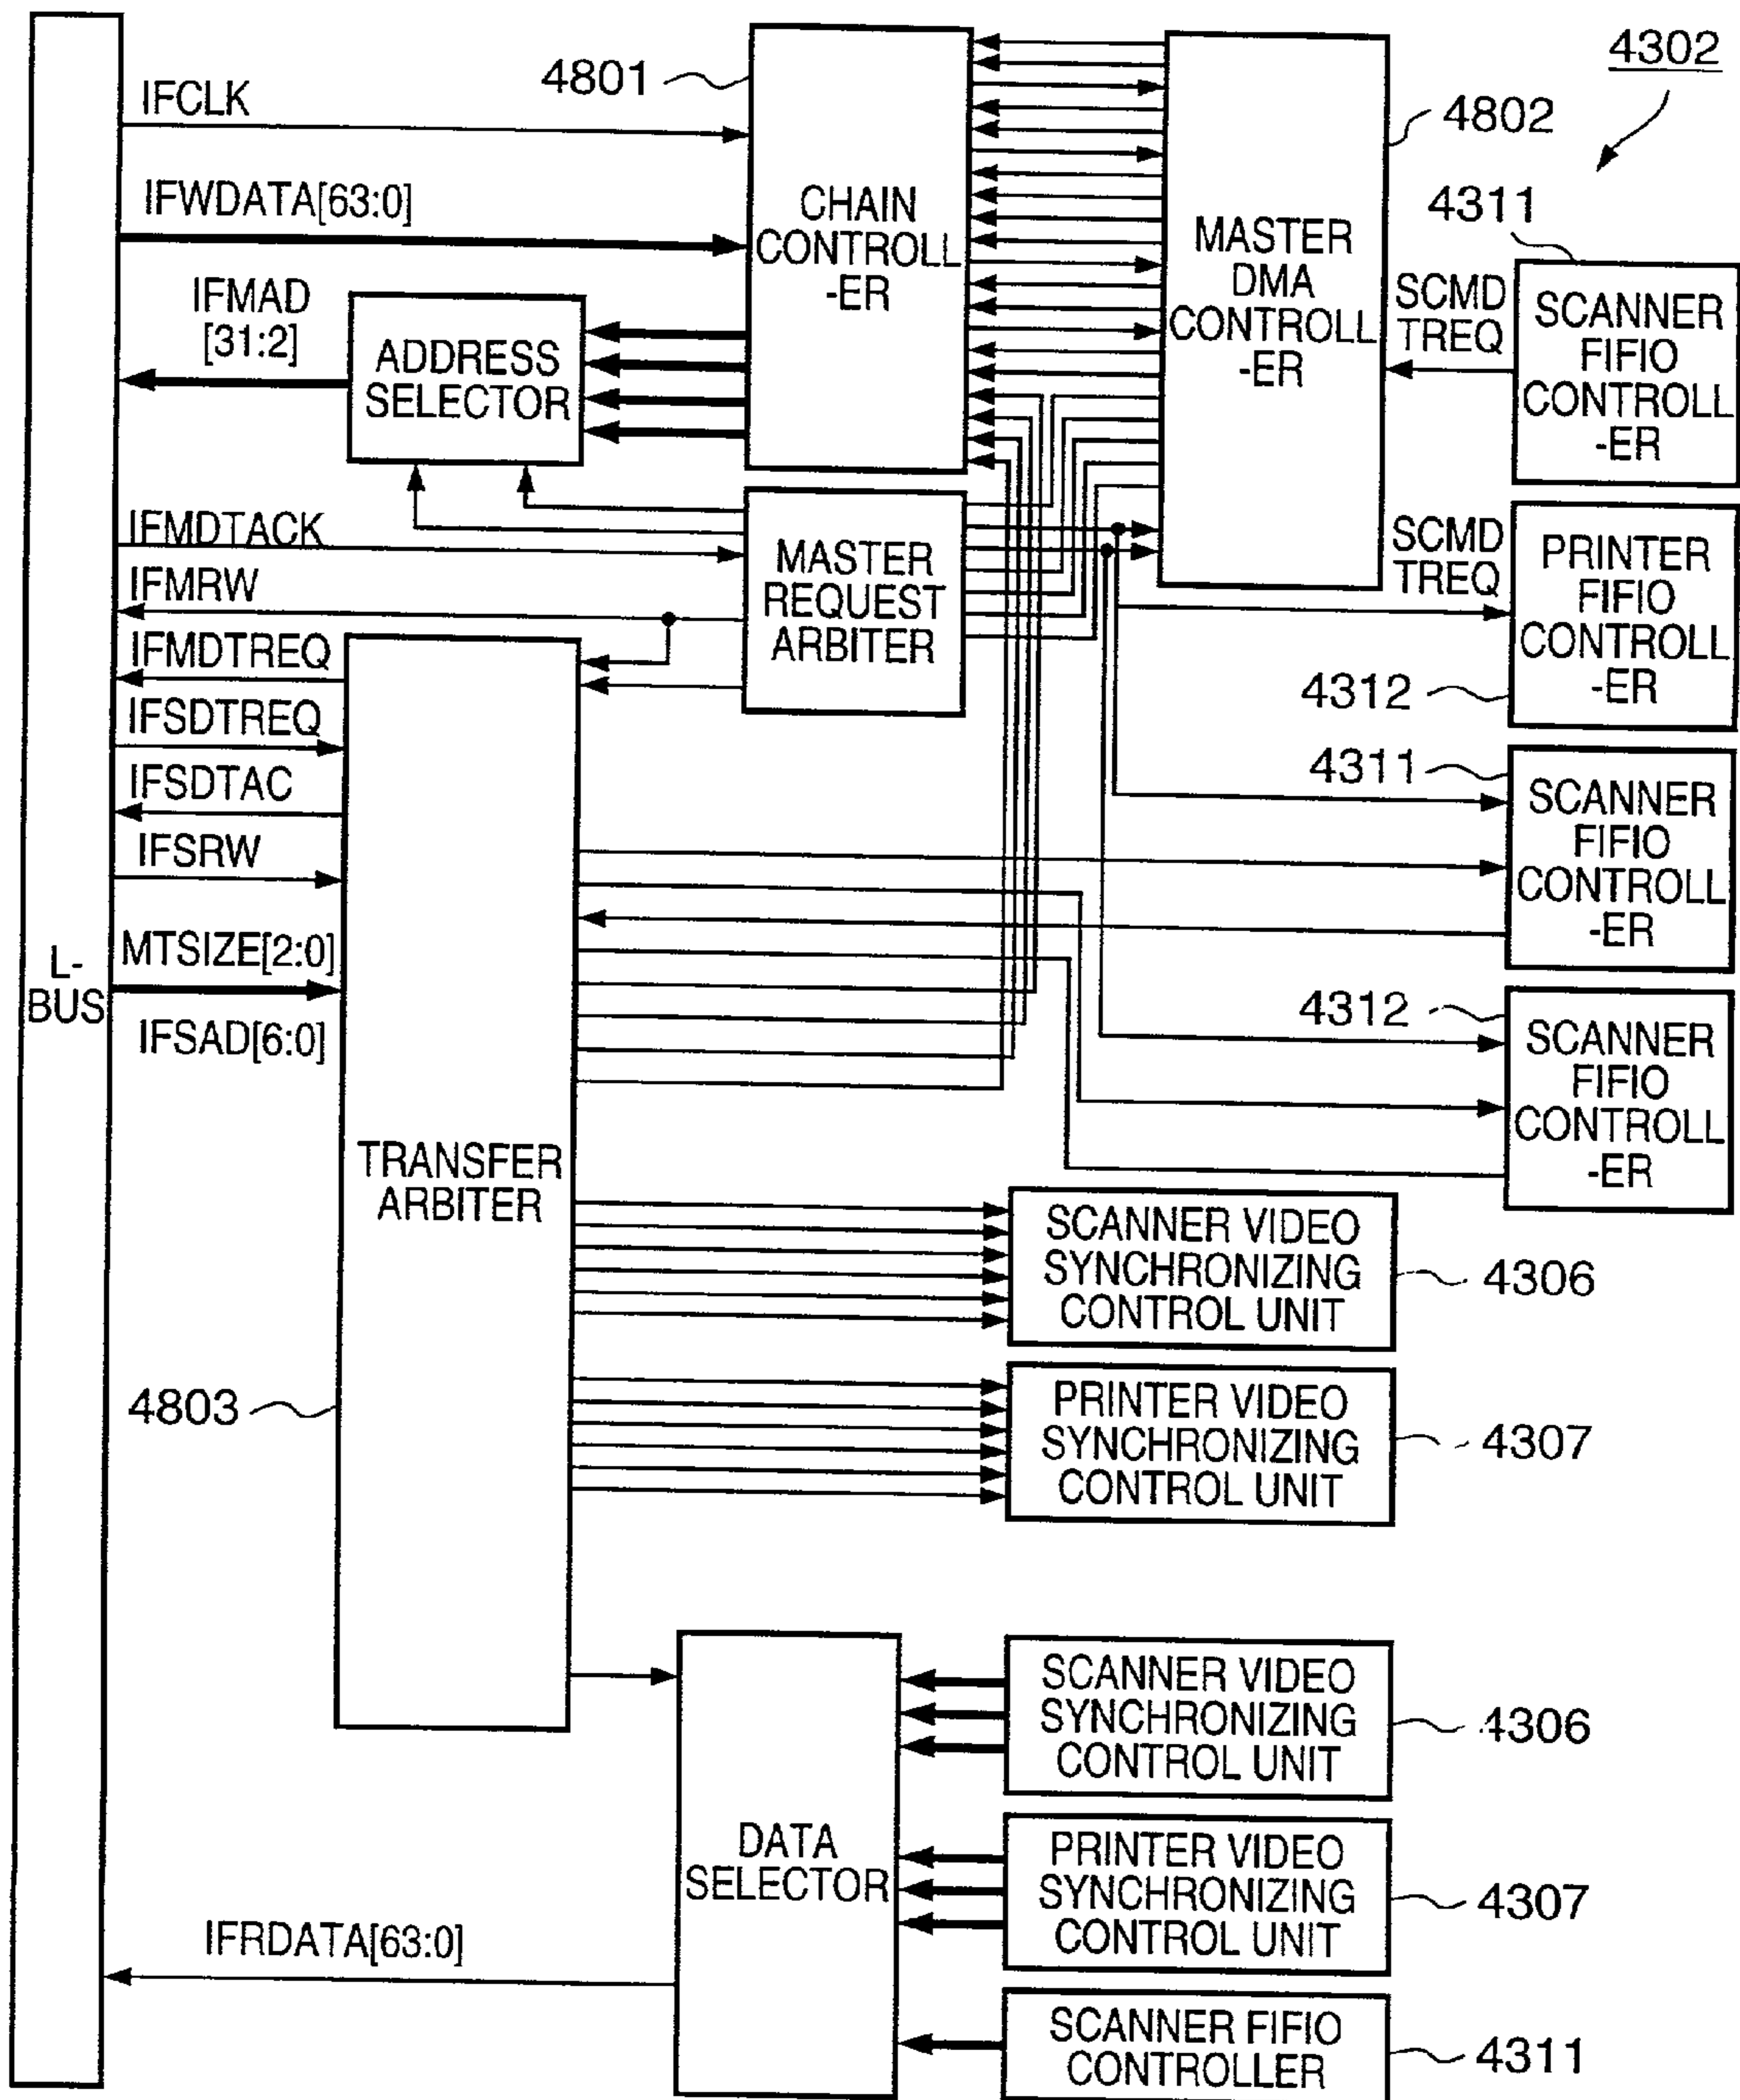 4302
4801
4802
IFCLK
IFWDATA[63:0]
IFMAD
[31:2]
ADDRESS
SELECTOR
CHAIN
CONTROLL
-ER
MASTER
DMA
CONTROLL
-ER
4311
SCMD
TREQ
SCANNER
FIFIO
CONTROLL
-ER
IFMDTACK
IFMRW
IFMDTREQ
IFSDTREQ
IFSDTAC
IFSRW
MTSIZE[2:0]
IFSAD[6:0]
L-
BUS
MASTER
REQUEST
ARBITER
SCMD
TREQ
PRINTER
FIFIO
CONTROLL
-ER
4312
4311
SCANNER
FIFIO
CONTROLL
-ER
4312
SCANNER
FIFIO
CONTROLL
-ER
TRANSFER
ARBITER
4803
SCANNER VIDEO
SYNCHRONIZING
CONTROL UNIT
4306
PRINTER VIDEO
SYNCHRONIZING
CONTROL UNIT
4307
DATA
SELECTOR
SCANNER VIDEO
SYNCHRONIZING
CONTROL UNIT
4306
PRINTER VIDEO
SYNCHRONIZING
CONTROL UNIT
4307
IFRDATA[63:0]
SCANNER FIFIO
CONTROLLER
4311